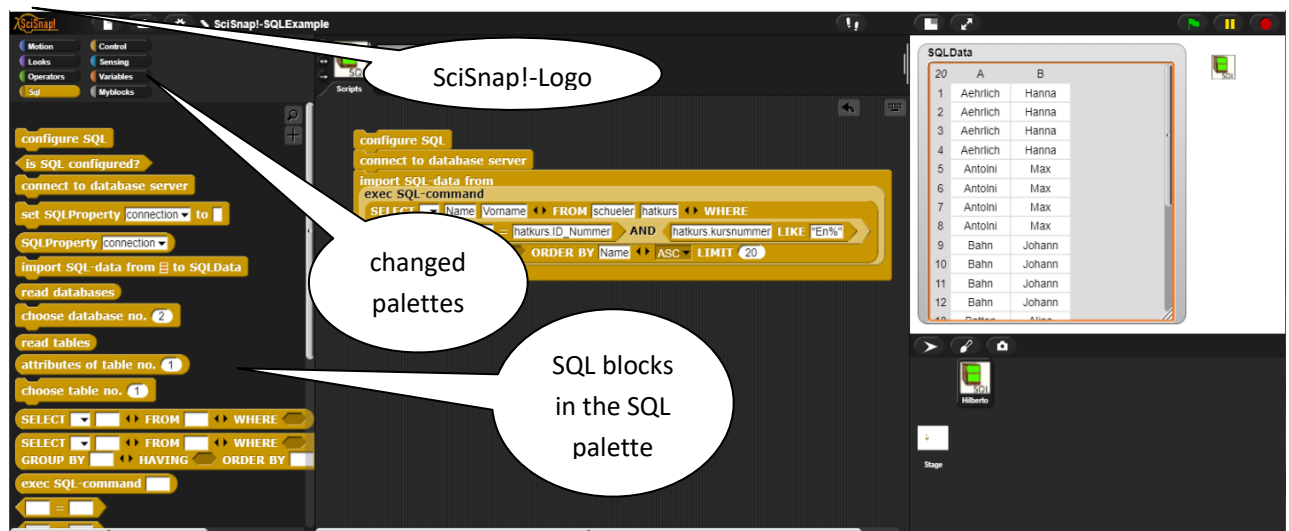 SciSnap!
SciSnap!-SQLExample
Motion Control
Looks Sensing
Operators Variables
Sql Myblocks
SciSnap!-Logo
Scripts
changed
palettes
SQL blocks
in the SQL
palette
configure SQL
is SQL configured?
connect to database server
set SQLProperty connection to
SQLProperty connection
import SQL-data from to SQLData
read databases
choose database no. 2
read tables
attributes of table no. 1
choose table no. 1
SELECT FROM WHERE
SELECT FROM WHERE
GROUP BY HAVING ORDER BY
exec SQL-command
=
configure SQL
connect to database server
import SQL-data from
exec SQL-command
SELECT Name Vorname FROM schueler hatkurs WHERE
= hatkurs.ID_Nummer AND hatkurs.kursnummer LIKE "En%"
ORDER BY Name ASC LIMIT 20
SQLData
20 A B
1 Aehrlich Hanna
2 Aehrlich Hanna
3 Aehrlich Hanna
4 Aehrlich Hanna
5 Antolni Max
6 Antolni Max
7 Antolni Max
8 Antolni Max
9 Bahn Johann
10 Bahn Johann
11 Bahn Johann
12 Bahn Johann
SQL
SQL
Hilberto
Stage